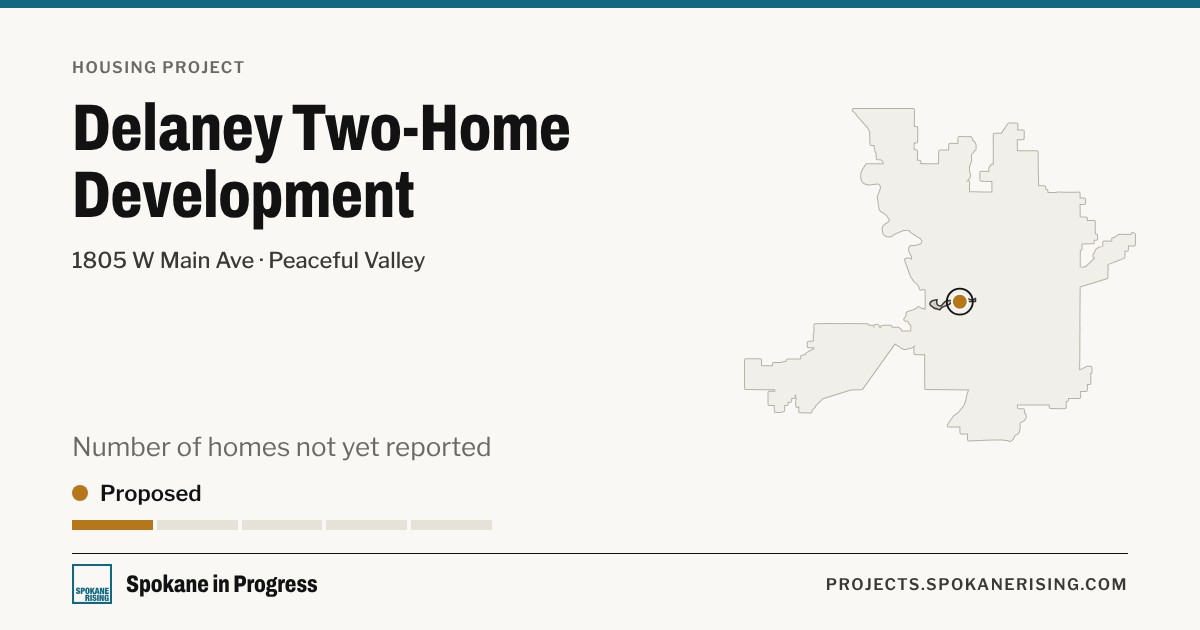 HOUSING PROJECT
Delaney Two-Home
Development
1805 W Main Ave · Peaceful Valley
Number of homes not yet reported
Proposed
SPOKANE
RISING
Spokane in Progress
PROJECTS.SPOKANERISING.COM